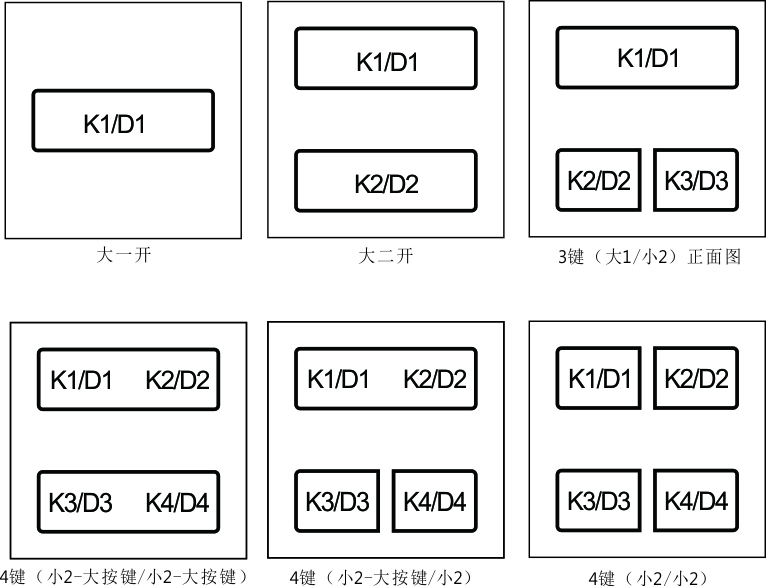 K1/D1
大一开
K1/D1
K2/D2
大二开
K1/D1
K2/D2 K3/D3
3键（大1/小2）正面图
K1/D1 K2/D2
K3/D3 K4/D4
4键（小2-大按键/小2-大按键）
K1/D1 K2/D2
K3/D3 K4/D4
4键（小2-大按键/小2）
K1/D1 K2/D2
K3/D3 K4/D4
4键（小2/小2）